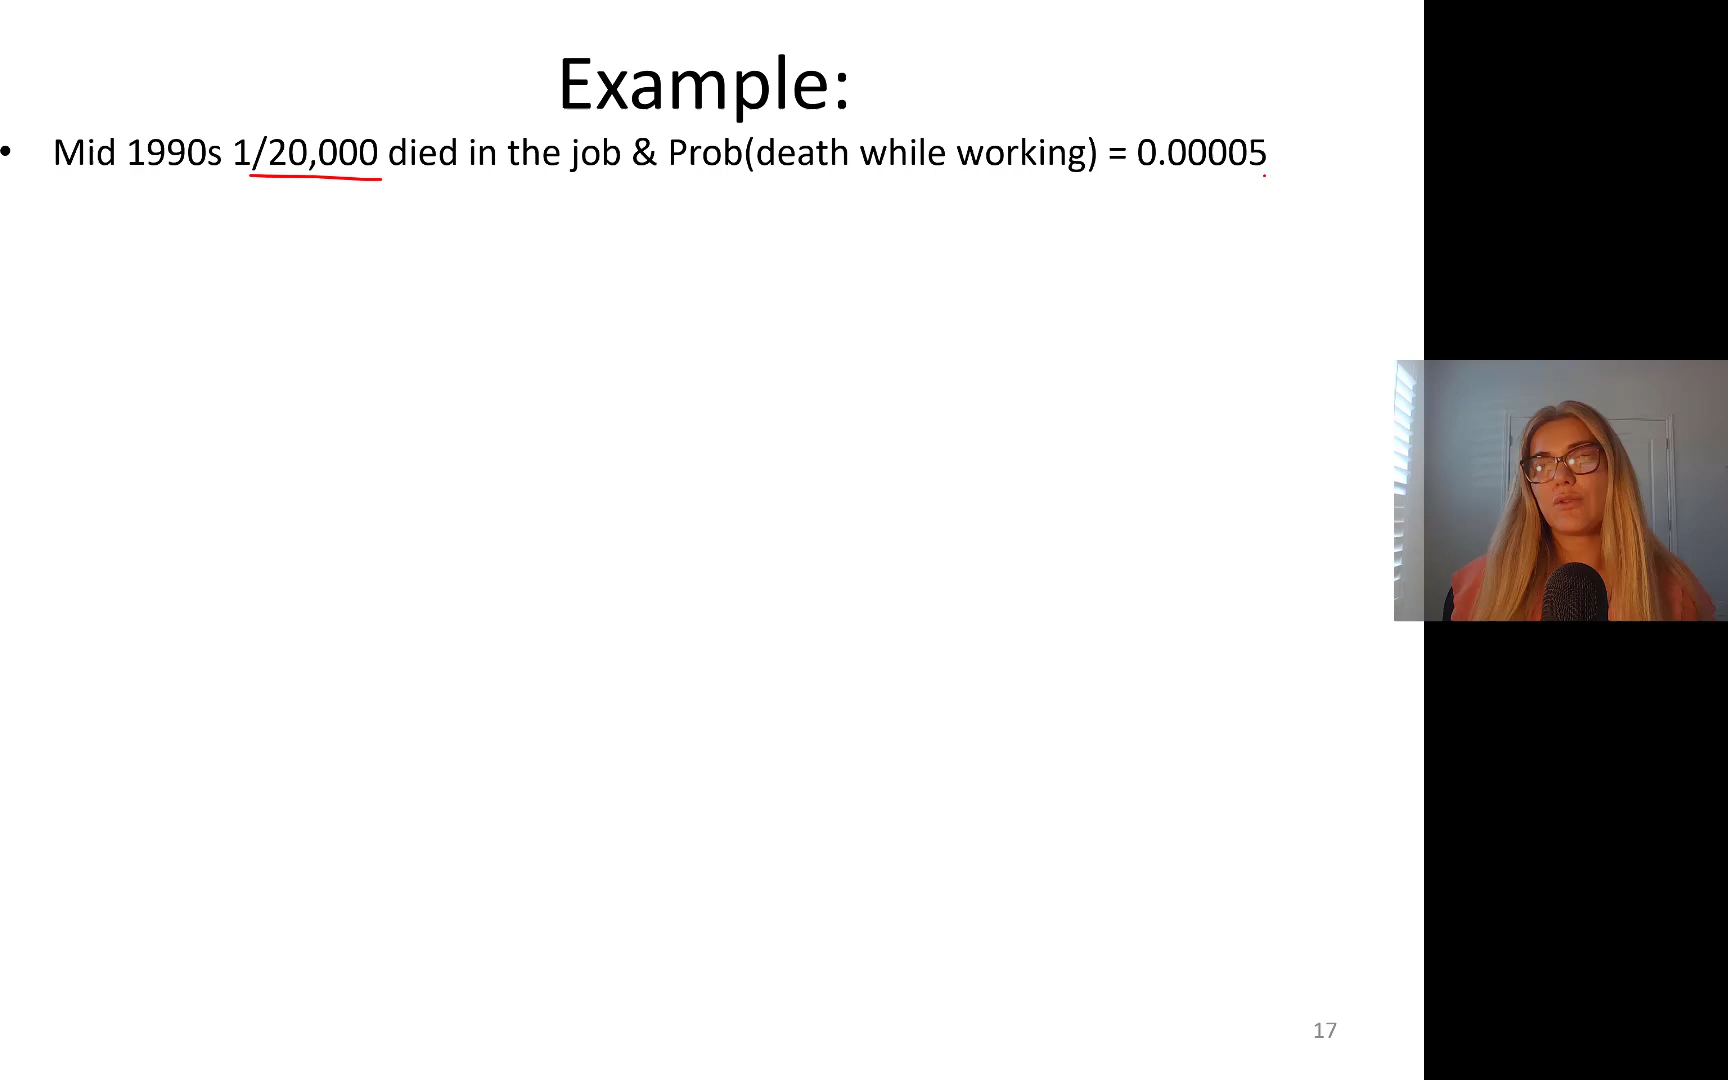 Example:
• Mid 1990s 1/20,000 died in the job & Prob(death while working) = 0.00005
17